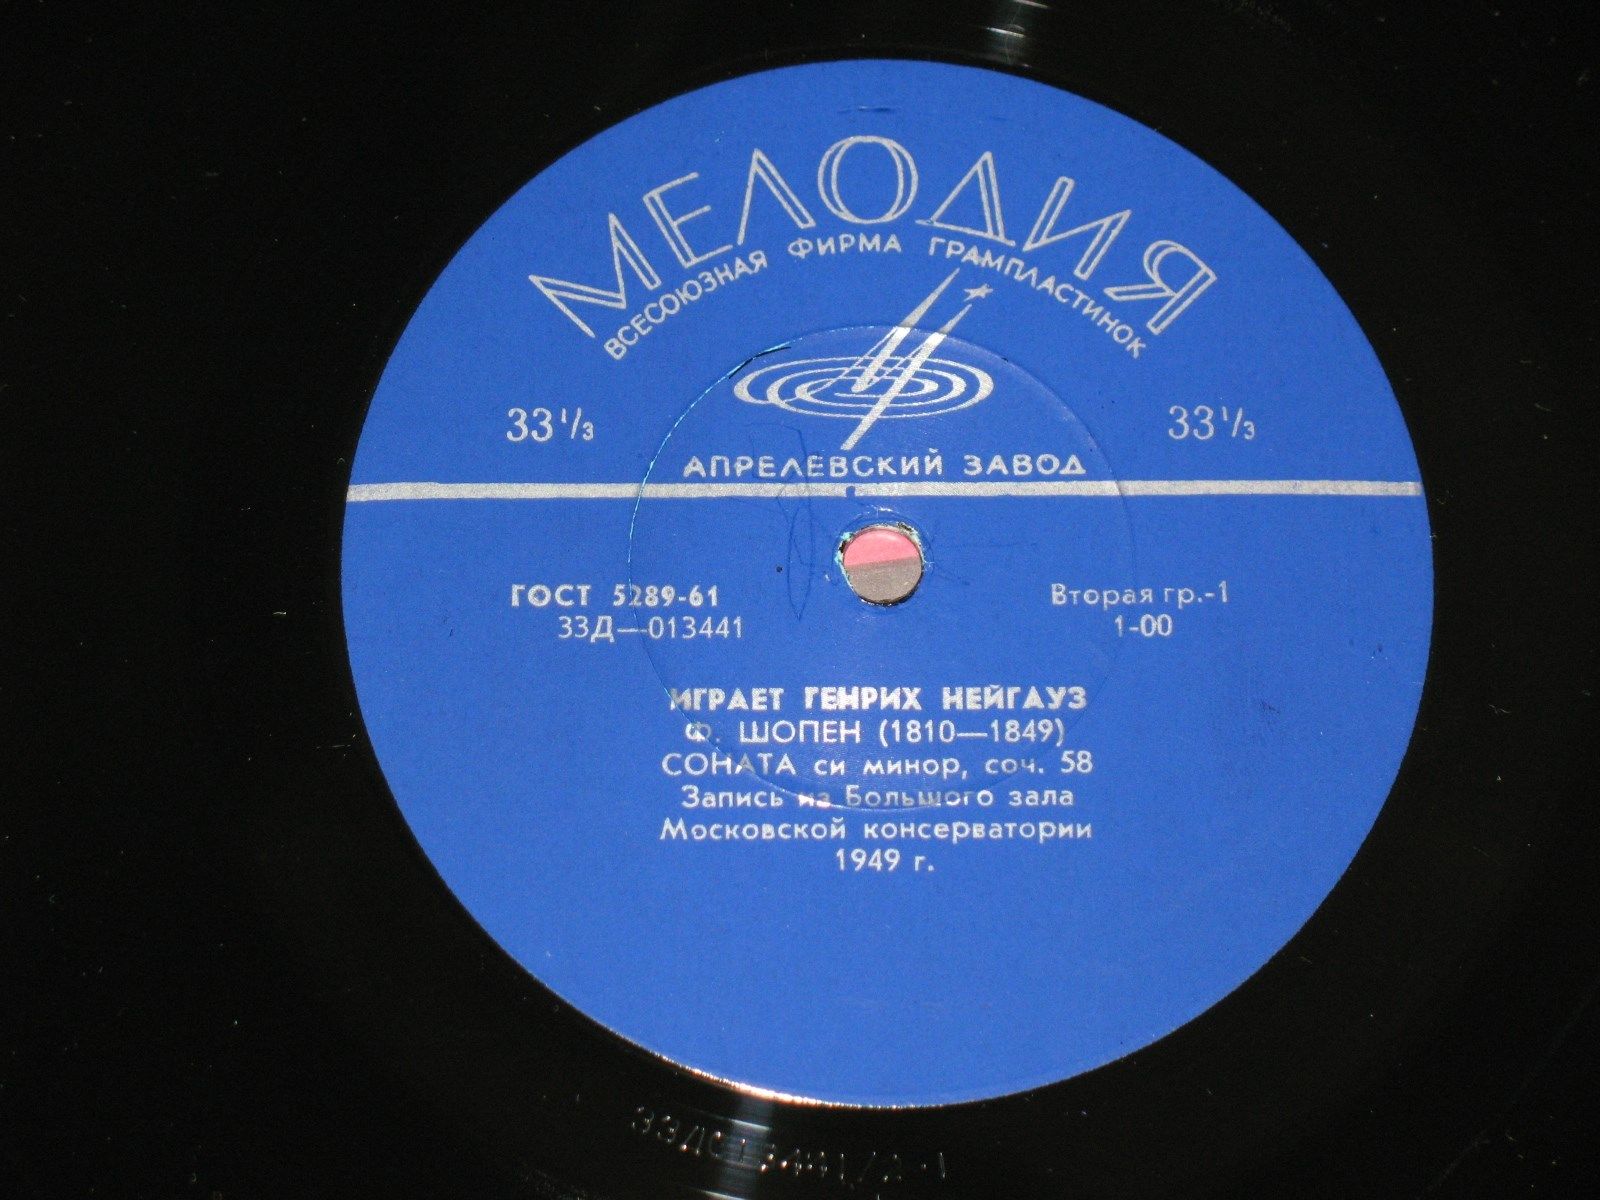 МЕЛОДИЯ
ВСЕСОЮЗНАЯ ФИРМА ГРАМПЛАСТИНОК
33⅓ 33⅓
АПРЕЛЕВСКИЙ ЗАВОД
ГОСТ 5289-61 Вторая гр.-1
33Д—013441 1-00
ИГРАЕТ ГЕНРИХ НЕЙГАУЗ
Ф. ШОПЕН (1810—1849)
СОНАТА си минор, соч. 58
Запись из Большого зала
Московской консерватории
1949 г.